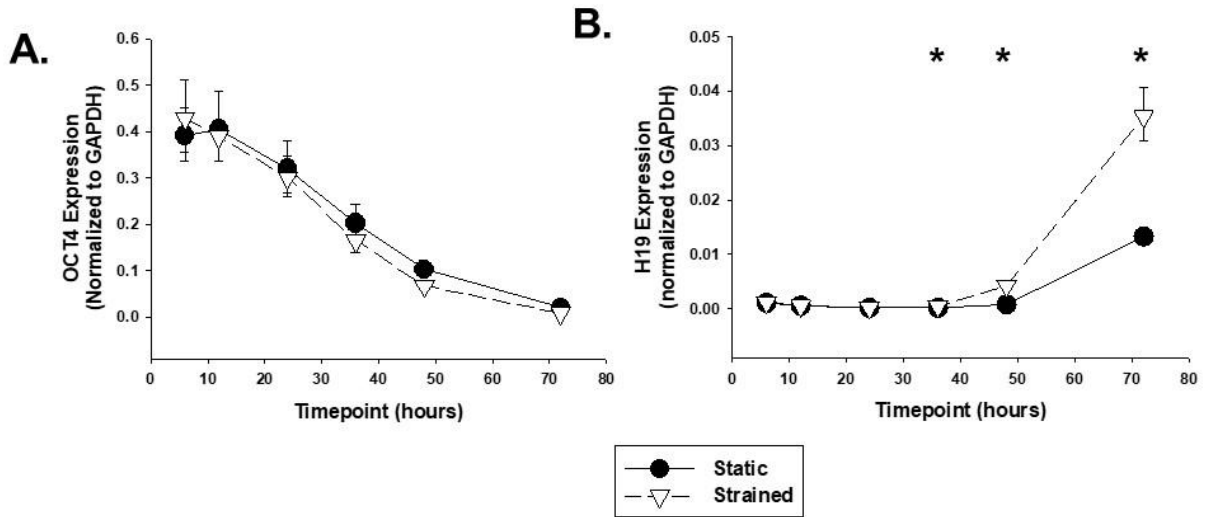 A.
OCT4 Expression
(Normalized to GAPDH)
0.6
0.5
0.4
0.3
0.2
0.1
0.0
0 10 20 30 40 50 60 70 80
Timepoint (hours)
B.
H19 Expression
(normalized to GAPDH)
0.05
0.04
0.03
0.02
0.01
0.00
* * *
0 10 20 30 40 50 60 70 80
Timepoint (hours)
Static
Strained